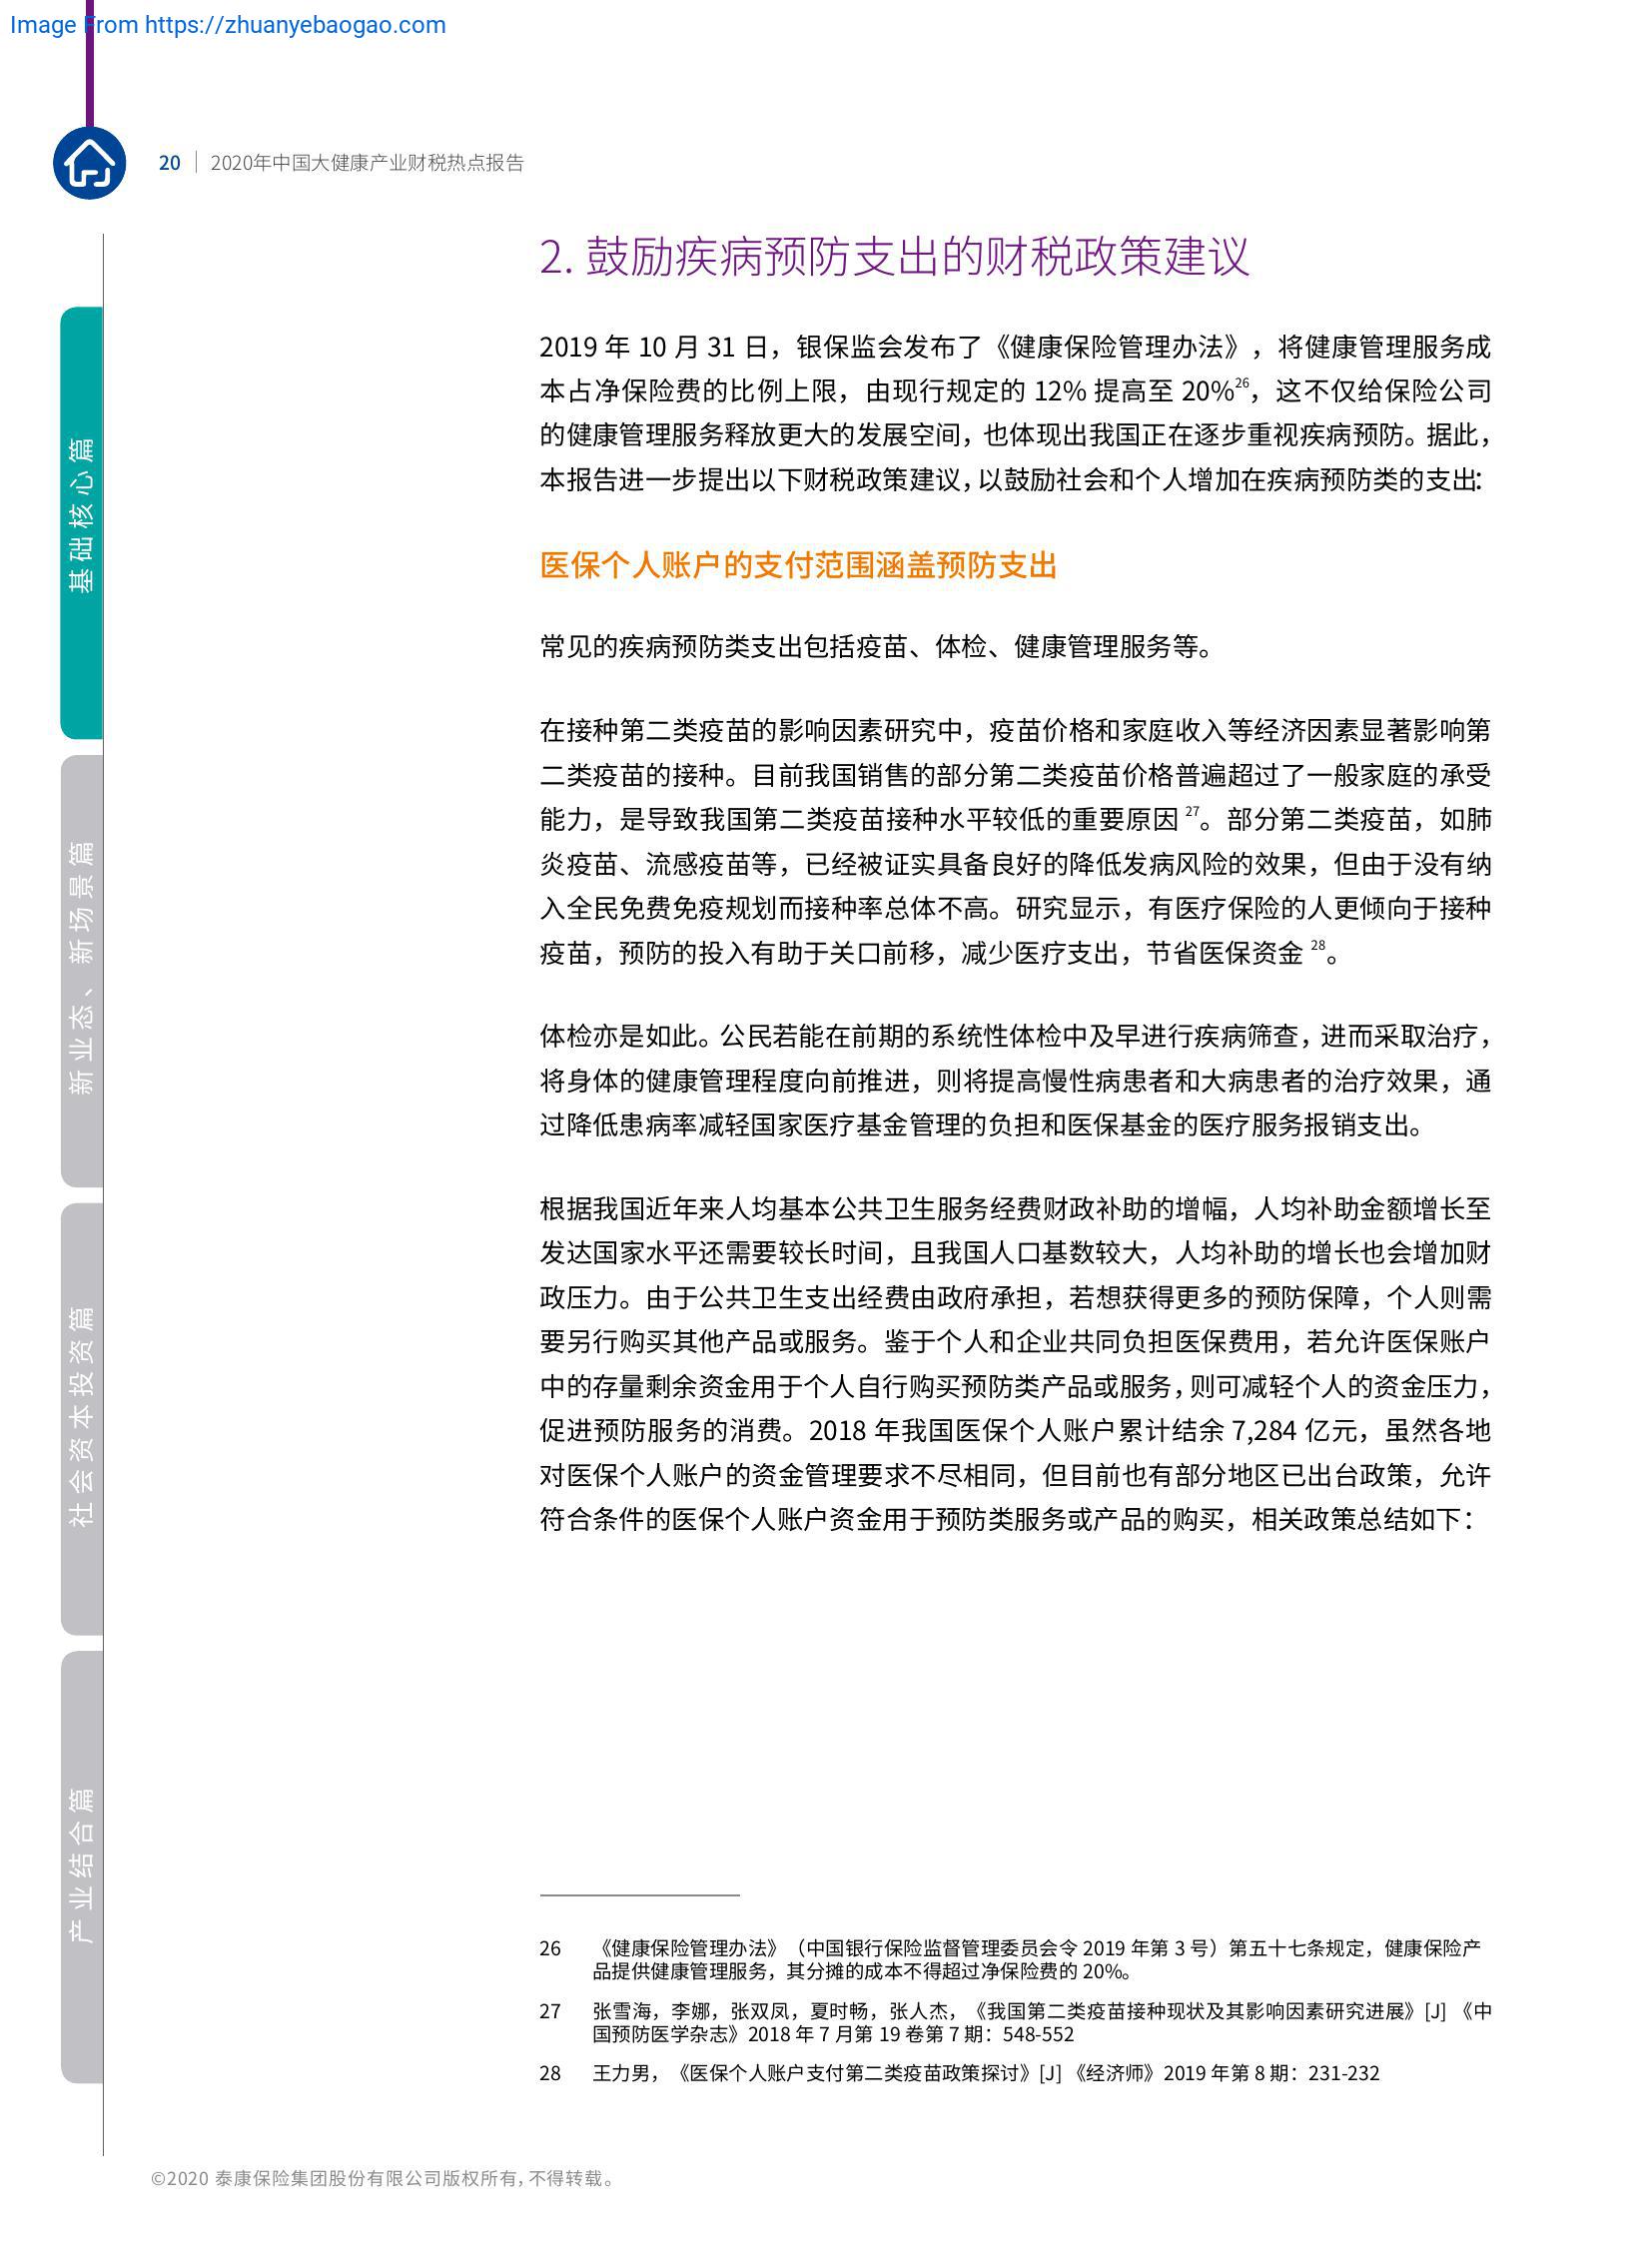 Image From https://zhuanyebaogao.com
20
2020年中国大健康产业财税热点报告
2. 鼓励疾病预防支出的财税政策建议
2019 年 10 月 31 日，银保监会发布了《健康保险管理办法》，将健康管理服务成
本占净保险费的比例上限，由现行规定的 12% 提高至 20%26，这不仅给保险公司
的健康管理服务释放更大的发展空间，也体现出我国正在逐步重视疾病预防。据此，
本报告进一步提出以下财税政策建议，以鼓励社会和个人增加在疾病预防类的支出：
医保个人账户的支付范围涵盖预防支出
常见的疾病预防类支出包括疫苗、体检、健康管理服务等。
在接种第二类疫苗的影响因素研究中，疫苗价格和家庭收入等经济因素显著影响第
二类疫苗的接种。目前我国销售的部分第二类疫苗价格普遍超过了一般家庭的承受
能力，是导致我国第二类疫苗接种水平较低的重要原因 27。部分第二类疫苗，如肺
炎疫苗、流感疫苗等，已经被证实具备良好的降低发病风险的效果，但由于没有纳
入全民免费免疫规划而接种率总体不高。研究显示，有医疗保险的人更倾向于接种
疫苗，预防的投入有助于关口前移，减少医疗支出，节省医保资金 28。
体检亦是如此。公民若能在前期的系统性体检中及早进行疾病筛查，进而采取治疗，
将身体的健康管理程度向前推进，则将提高慢性病患者和大病患者的治疗效果，通
过降低患病率减轻国家医疗基金管理的负担和医保基金的医疗服务报销支出。
根据我国近年来人均基本公共卫生服务经费财政补助的增幅，人均补助金额增长至
发达国家水平还需要较长时间，且我国人口基数较大，人均补助的增长也会增加财
政压力。由于公共卫生支出经费由政府承担，若想获得更多的预防保障，个人则需
要另行购买其他产品或服务。鉴于个人和企业共同负担医保费用，若允许医保账户
中的存量剩余资金用于个人自行购买预防类产品或服务，则可减轻个人的资金压力，
促进预防服务的消费。2018 年我国医保个人账户累计结余 7,284 亿元，虽然各地
对医保个人账户的资金管理要求不尽相同，但目前也有部分地区已出台政策，允许
符合条件的医保个人账户资金用于预防类服务或产品的购买，相关政策总结如下：
基础核心篇
新业态、新场景篇
社会资本投资篇
产业结合篇
26 《健康保险管理办法》（中国银行保险监督管理委员会令 2019 年第 3 号）第五十七条规定，健康保险产
品提供健康管理服务，其分摊的成本不得超过净保险费的 20%。
27 张雪海，李娜，张双凤，夏时畅，张人杰，《我国第二类疫苗接种现状及其影响因素研究进展》[J] 《中
国预防医学杂志》2018 年 7 月第 19 卷第 7 期：548-552
28 王力男，《医保个人账户支付第二类疫苗政策探讨》[J] 《经济师》2019 年第 8 期：231-232
©2020 泰康保险集团股份有限公司版权所有，不得转载。